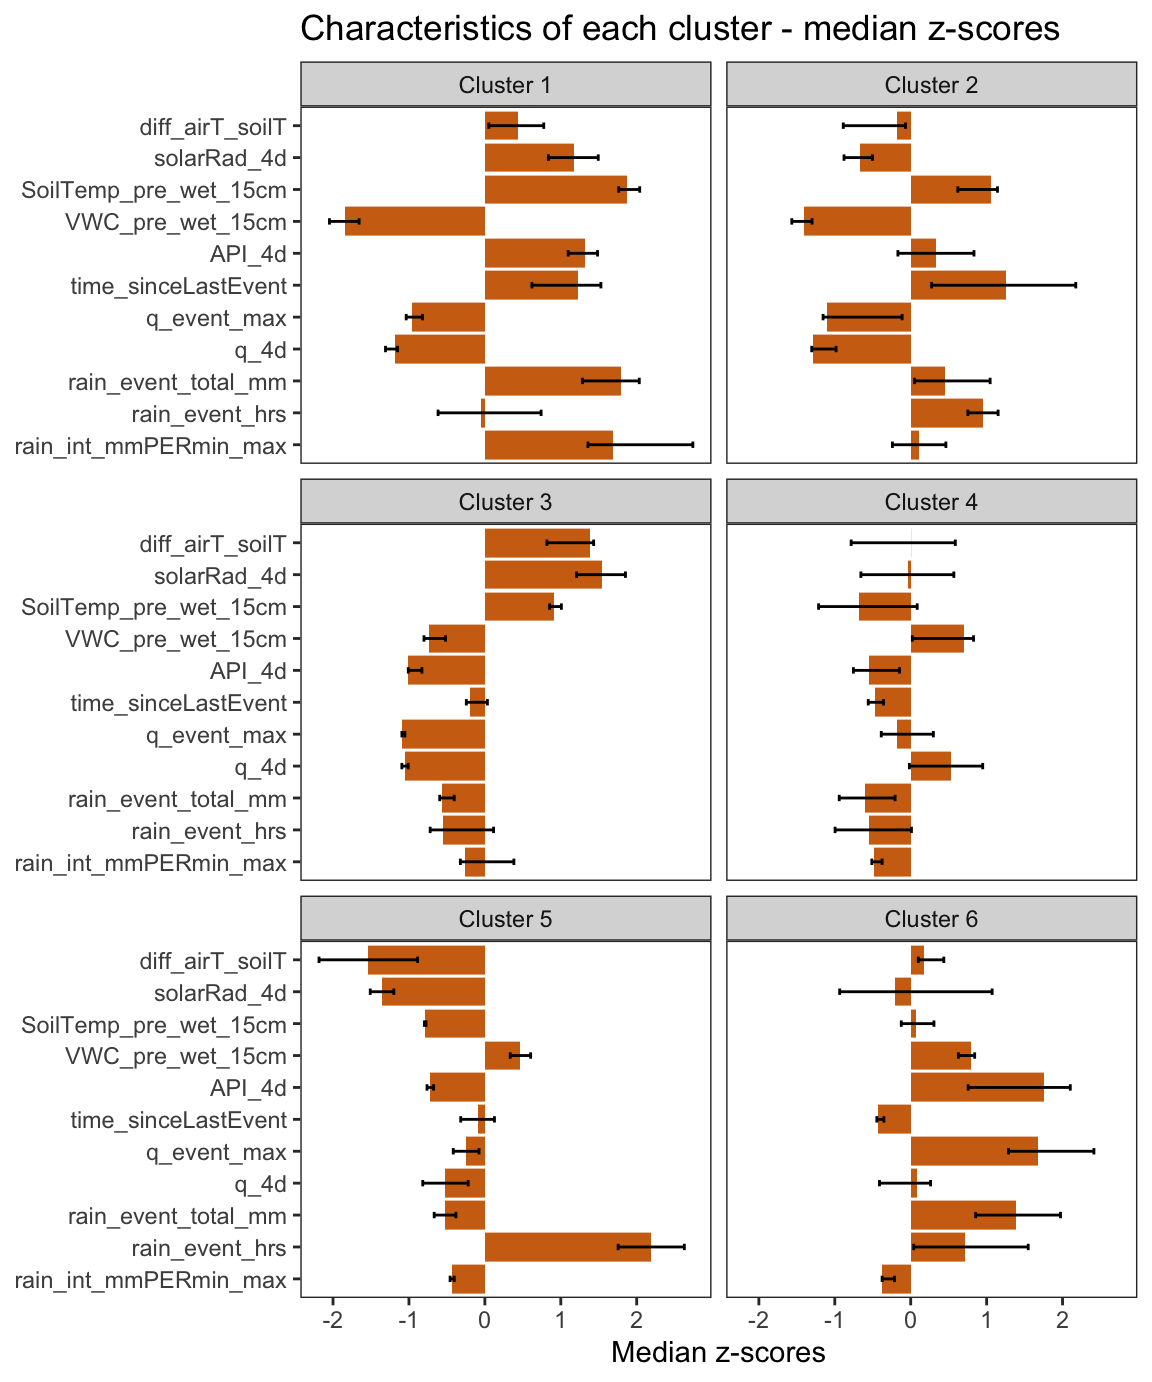 Characteristics of each cluster - median z-scores
Cluster 1
Cluster 2
diff_airT_soilT
solarRad_4d
SoilTemp_pre_wet_15cm
VWC_pre_wet_15cm
API_4d
time_sinceLastEvent
q_event_max
q_4d
rain_event_total_mm
rain_event_hrs
rain_int_mmPERmin_max
Cluster 3
Cluster 4
diff_airT_soilT
solarRad_4d
SoilTemp_pre_wet_15cm
VWC_pre_wet_15cm
API_4d
time_sinceLastEvent
q_event_max
q_4d
rain_event_total_mm
rain_event_hrs
rain_int_mmPERmin_max
Cluster 5
Cluster 6
diff_airT_soilT
solarRad_4d
SoilTemp_pre_wet_15cm
VWC_pre_wet_15cm
API_4d
time_sinceLastEvent
q_event_max
q_4d
rain_event_total_mm
rain_event_hrs
rain_int_mmPERmin_max
-2 -1 0 1 2
-2 -1 0 1 2
Median z-scores